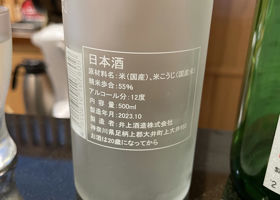 日本酒
原材料名:米(国産)、米こうじ(国産米)
精米歩合:55%
アルコール分:12度
内容量:500ml
製造年月:2023.10
製造者:井上酒造株式会社
神奈川県足柄上郡大井町上大井
お酒は20歳になってから